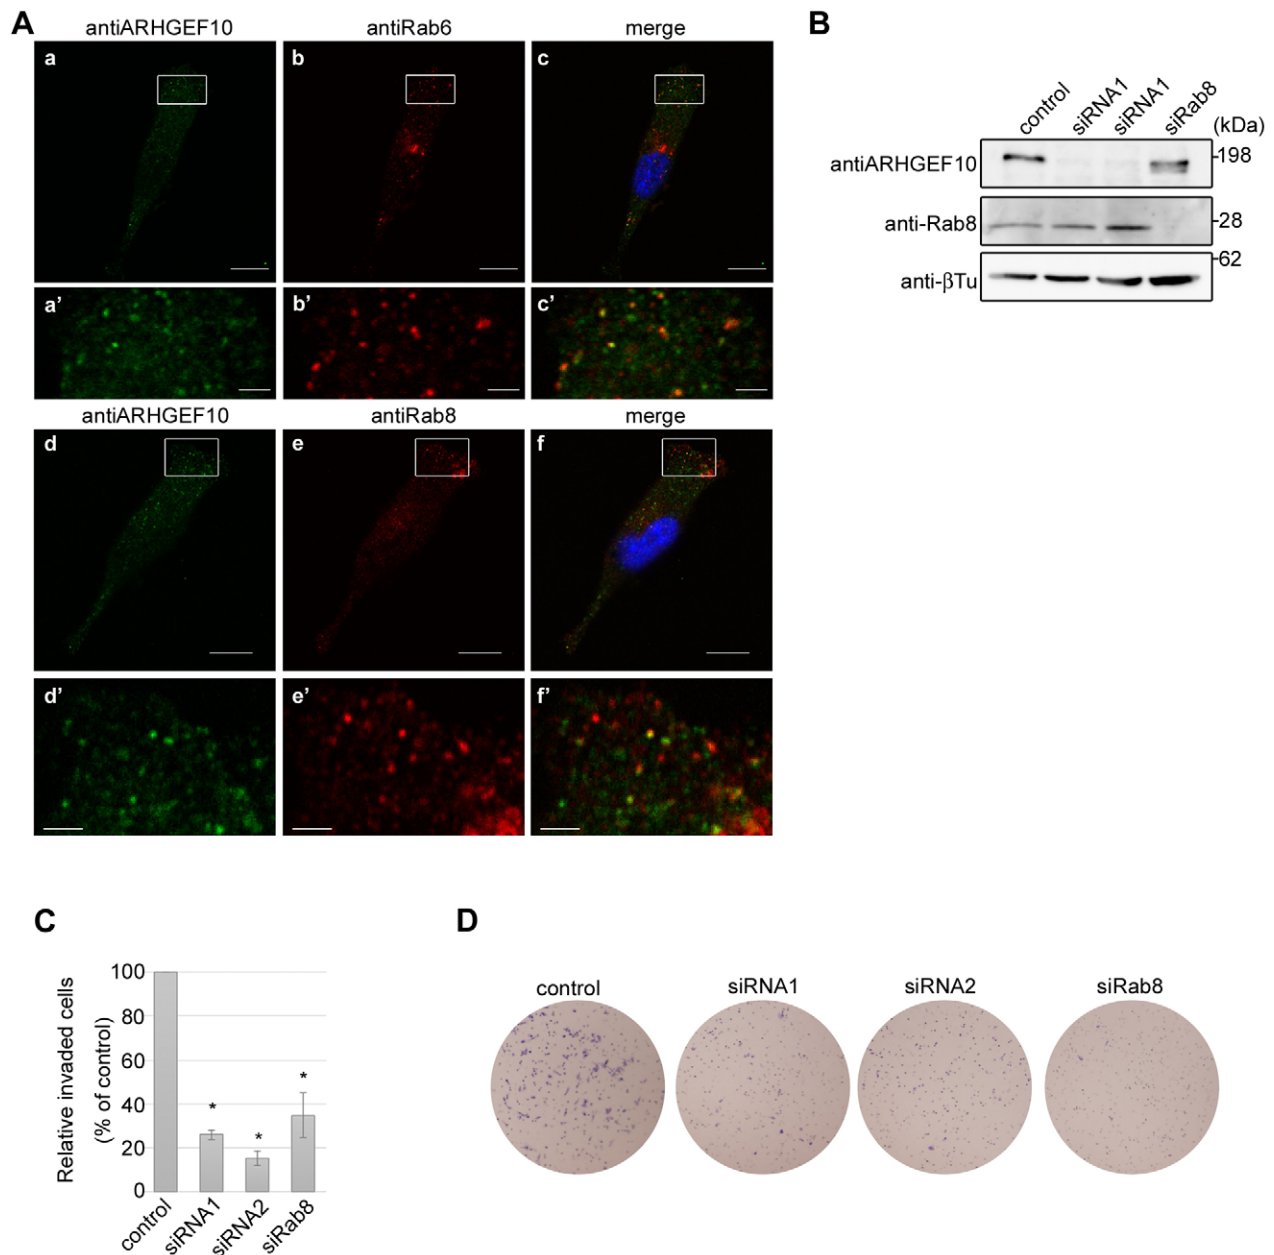 A
antiARHGEF10 antiRab6 merge
a b c
a’ b’ c’
antiARHGEF10 antiRab8 merge
d e f
d’ e’ f’
B
control siRNA1 siRNA1 siRab8 (kDa)
antiARHGEF10 198
anti-Rab8 28
62
anti-βTu
C
Relative invaded cells
(% of control)
100
80
60
40
20
0
* * *
control siRNA1 siRNA2 siRab8
D
control siRNA1 siRNA2 siRab8